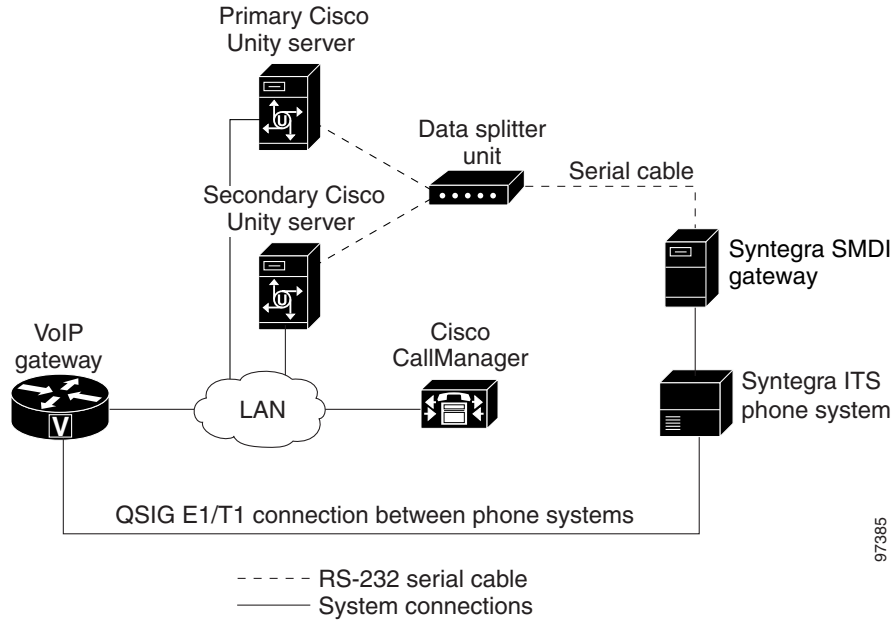 Primary Cisco
Unity server
Data splitter
unit
Serial cable
Secondary Cisco
Unity server
Syntegra SMDI
gateway
VoIP
gateway
Cisco
CallManager
LAN
Syntegra ITS
phone system
V
U
U
QSIG E1/T1 connection between phone systems
97385
RS-232 serial cable
System connections